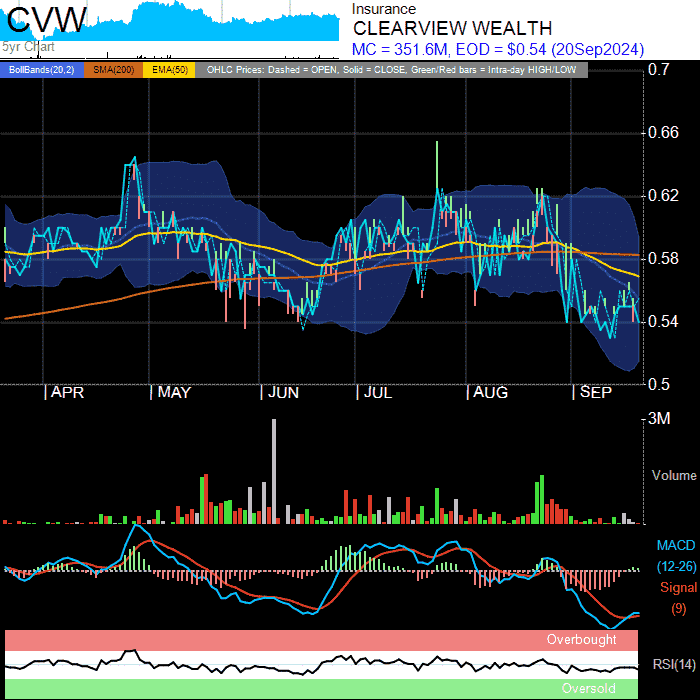 CVW
5yr Chart
Insurance
CLEARVIEW WEALTH
MC = 351.6M, EOD = $0.54 (20Sep2024)
BollBands(20,2) SMA(200) EMA(50) OHLC Prices: Dashed = OPEN, Solid = CLOSE, Green/Red bars = Intra-day HIGH/LOW
0.7
0.66
0.62
0.58
0.54
0.5
| APR | MAY | JUN | JUL | AUG | SEP
3M
Volume
MACD
(12-26)
Signal
(9)
Overbought
RSI(14)
Oversold